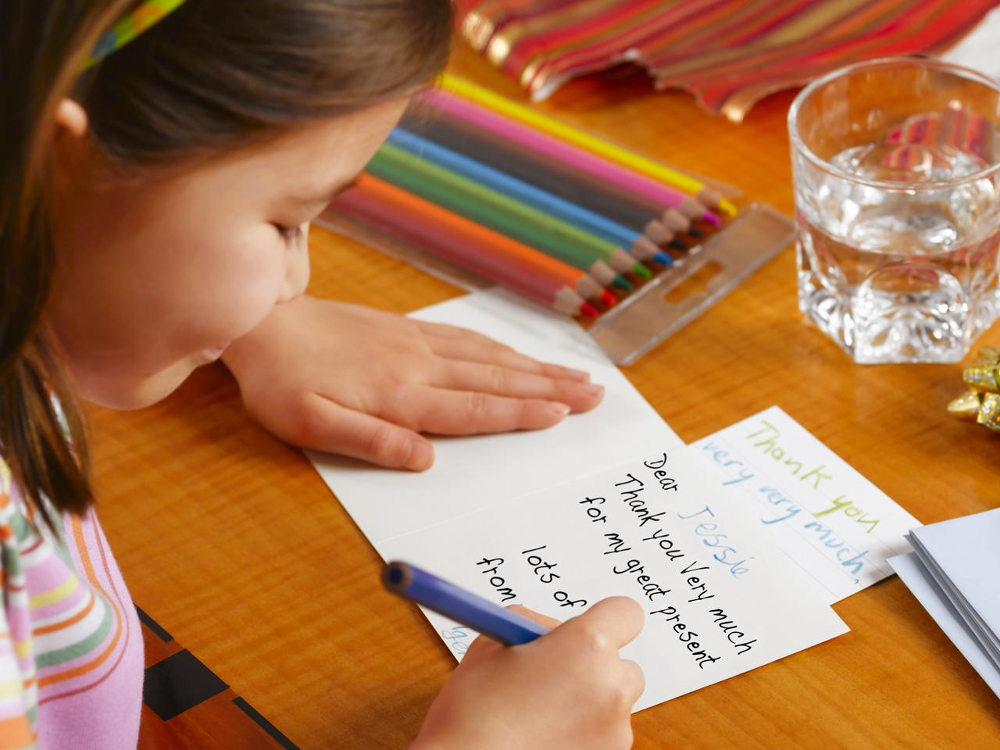 Dear Jessie
Thank you Very much
for my great present
lots of
from
Thank you
very very much,